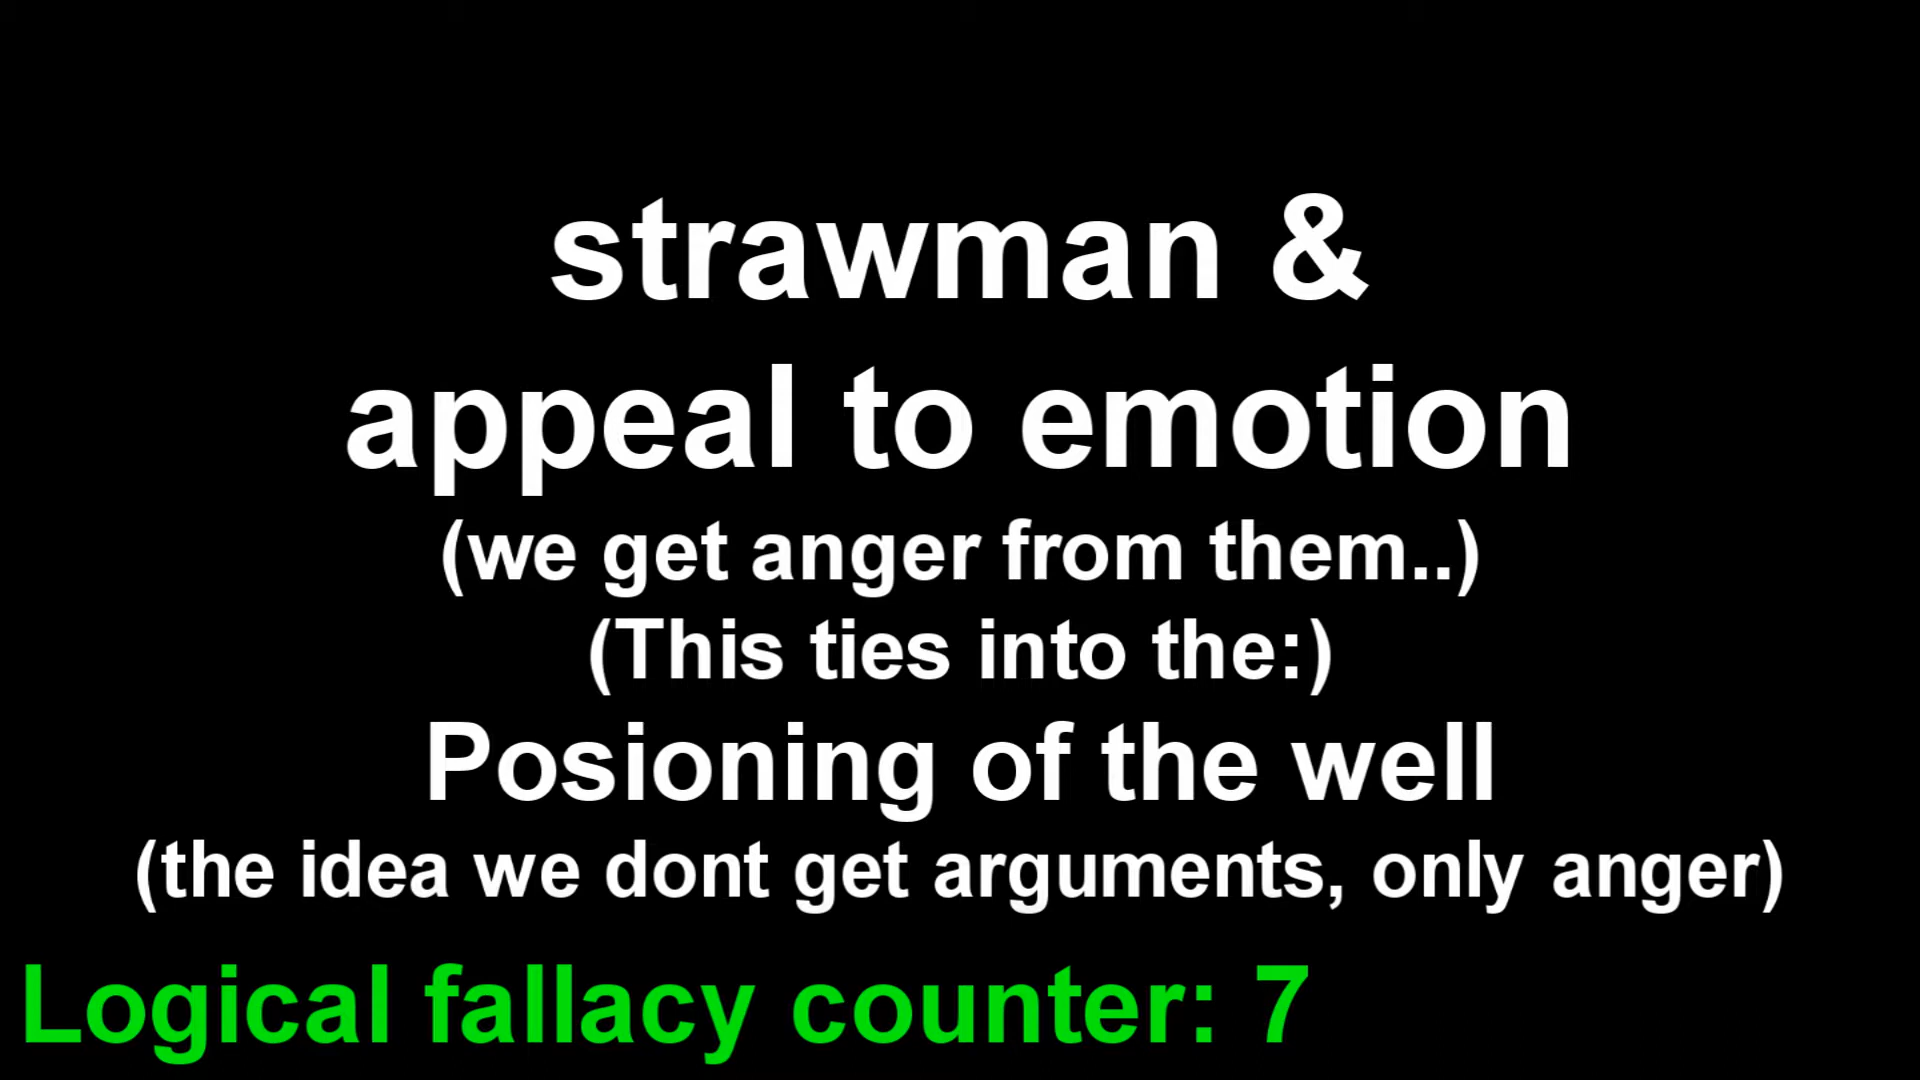 strawman &
appeal to emotion
(we get anger from them..)
(This ties into the:)
Posioning of the well
(the idea we dont get arguments, only anger)
Logical fallacy counter: 7